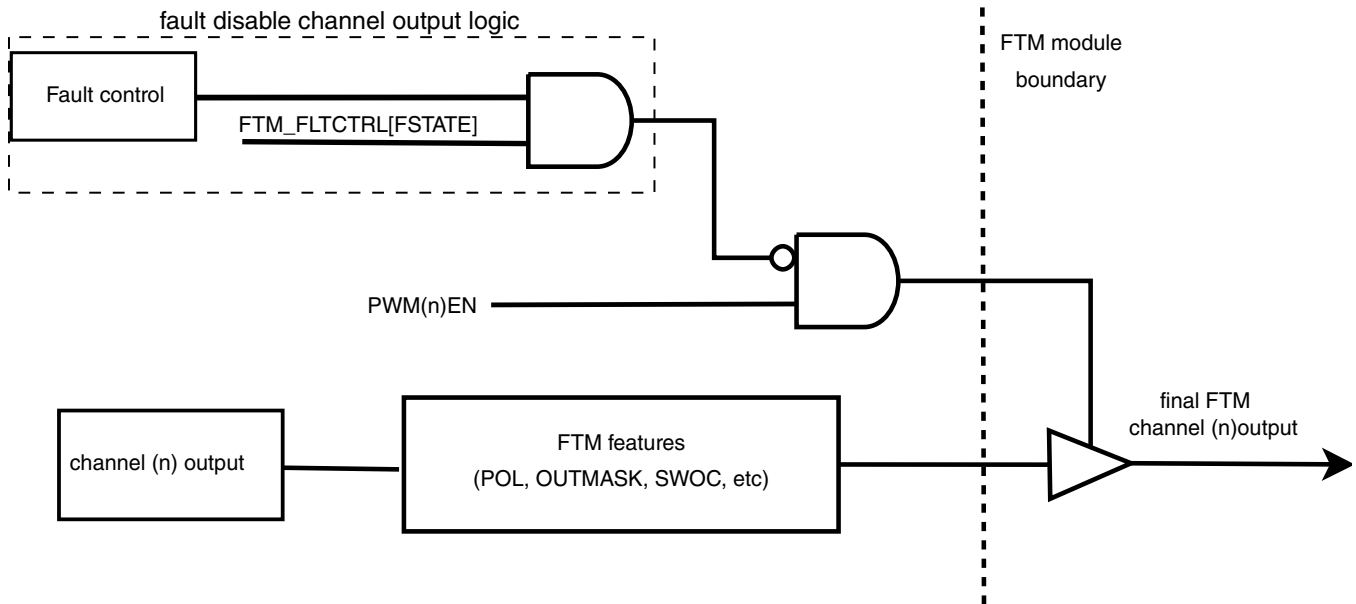 fault disable channel output logic
Fault control
FTM_FLTCTRL[FSTATE]
FTM module
boundary
PWM(n)EN
channel (n) output
FTM features
(POL, OUTMASK, SWOC, etc)
final FTM
channel (n)output